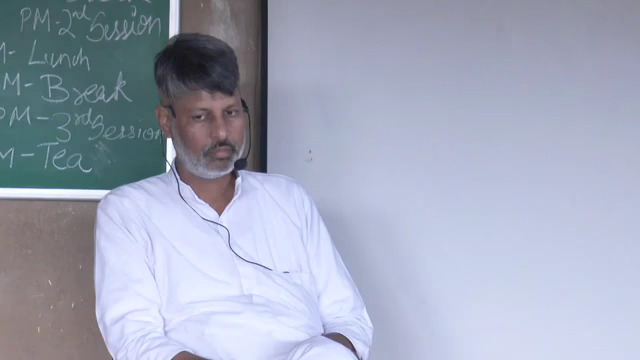 PM-2nd Session
M- Lunch
M- Break
PM-3rd Session
M-Tea